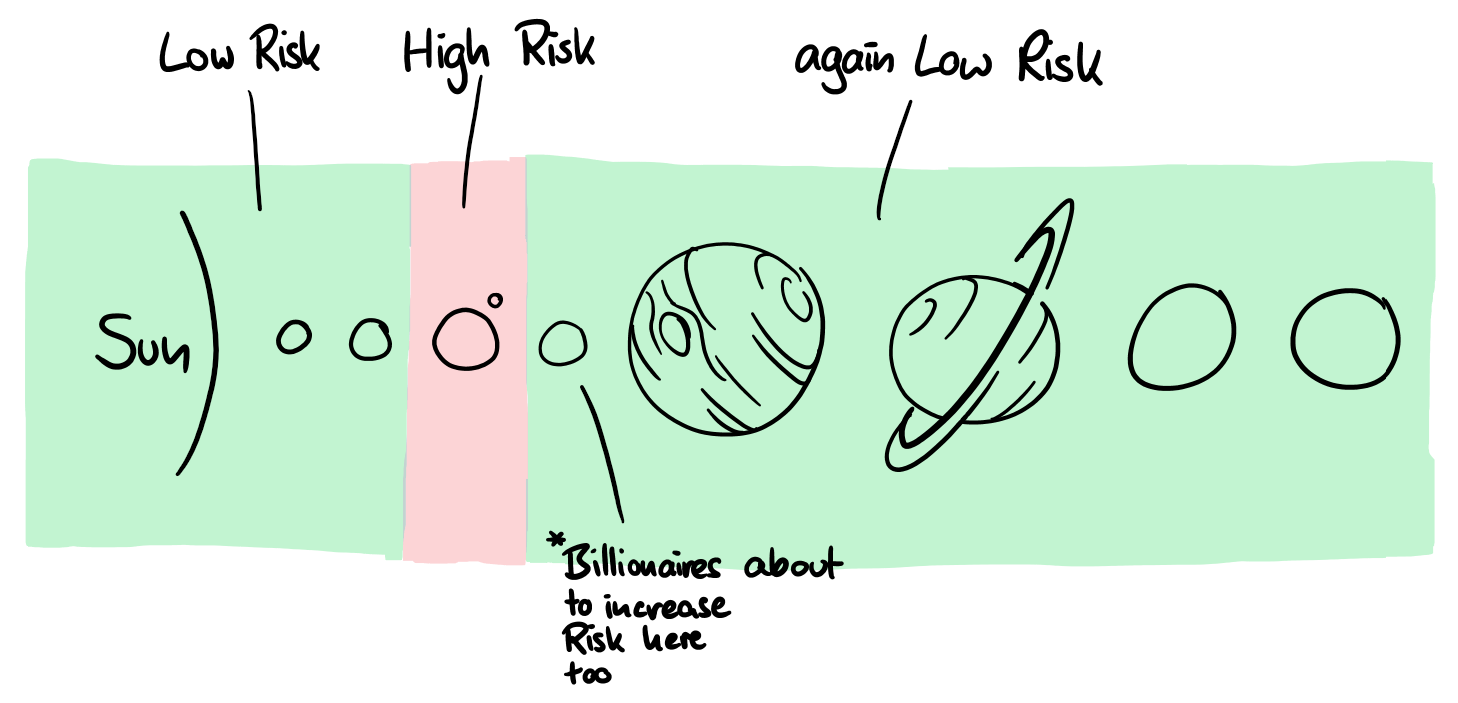 Low Risk
High Risk
again Low Risk
Sun
*Billionaires about
to increase
Risk here
too